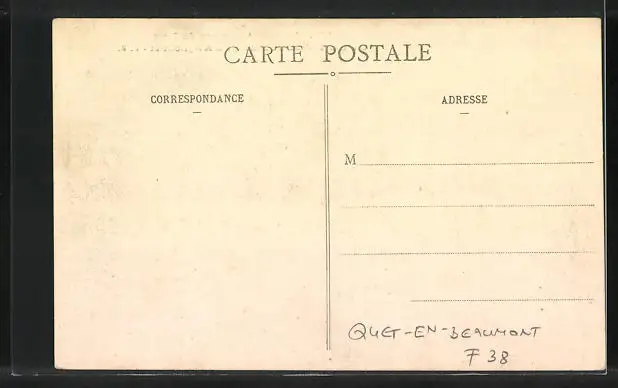 CARTE POSTALE
CORRESPONDANCE
ADRESSE
M
QUET-EN-BEAUMONT
F 38